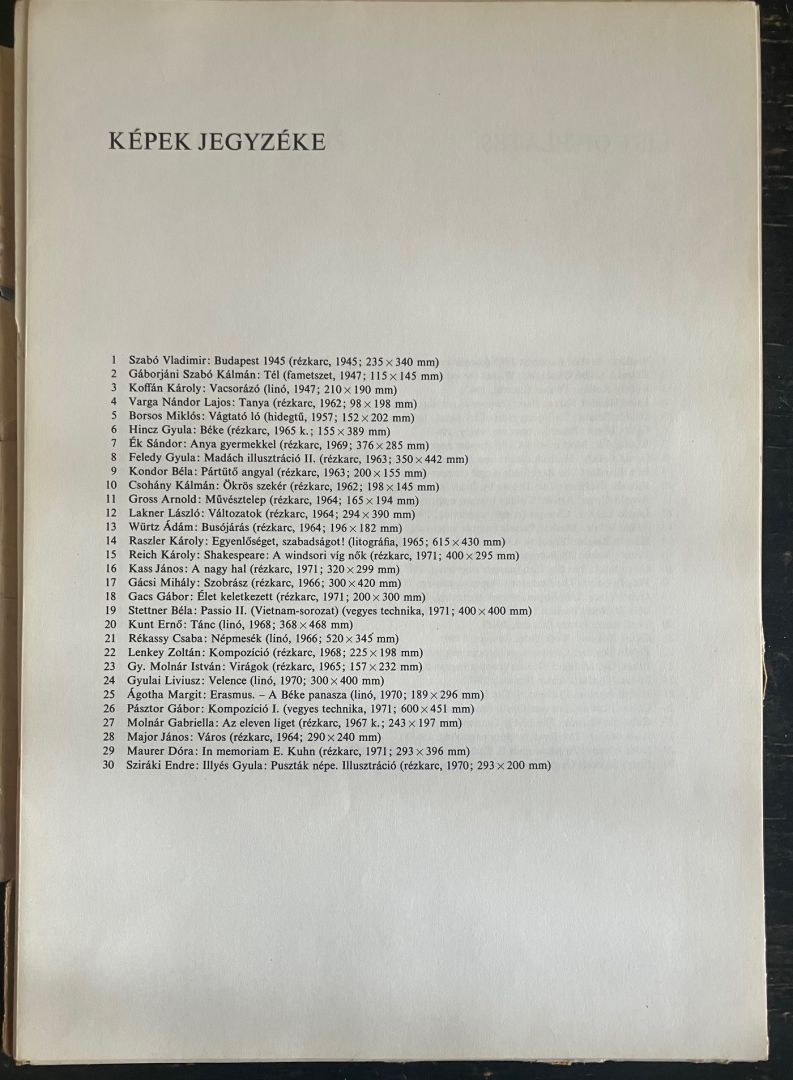 KÉPEK JEGYZÉKE
1 Szabó Vladimir: Budapest 1945 (rézkarc, 1945; 235 × 340 mm)
2 Gáborjáni Szabó Kálmán: Tél (fametszet, 1947; 115 × 145 mm)
3 Koffán Károly: Vacsorázó (linó, 1947; 210 × 190 mm)
4 Varga Nándor Lajos: Tanya (rézkarc, 1962; 98 × 198 mm)
5 Borsos Miklós: Vágtató ló (hidegtű, 1957; 152 × 202 mm)
6 Hincz Gyula: Béke (rézkarc, 1965 k.; 155 × 389 mm)
7 Ék Sándor: Anya gyermekkel (rézkarc, 1969; 376 × 285 mm)
8 Feledy Gyula: Madách illusztráció II. (rézkarc, 1963; 350 × 442 mm)
9 Kondor Béla: Pártütő angyal (rézkarc, 1963; 200 × 155 mm)
10 Csohány Kálmán: Ökrös szekér (rézkarc, 1962; 198 × 145 mm)
11 Gross Arnold: Művésztelep (rézkarc, 1964; 165 × 194 mm)
12 Lakner László: Változatok (rézkarc, 1964; 294 × 390 mm)
13 Würtz Ádám: Busójárás (rézkarc, 1964; 196 × 182 mm)
14 Raszler Károly: Egyenlőséget, szabadságot! (litográfia, 1965; 615 × 430 mm)
15 Reich Károly: Shakespeare: A windsori víg nők (rézkarc, 1971; 400 × 295 mm)
16 Kass János: A nagy hal (rézkarc, 1971; 320 × 299 mm)
17 Gácsi Mihály: Szobrász (rézkarc, 1966; 300 × 420 mm)
18 Gacs Gábor: Élet keletkezett (rézkarc, 1971; 200 × 300 mm)
19 Stettner Béla: Passio II. (Vietnam-sorozat) (vegyes technika, 1971; 400 × 400 mm)
20 Kunt Ernő: Tánc (linó, 1968; 368 × 468 mm)
21 Rékassy Csaba: Népmesék (linó, 1966; 520 × 345 mm)
22 Lenkey Zoltán: Kompozíció (rézkarc, 1968; 225 × 198 mm)
23 Gy. Molnár István: Virágok (rézkarc, 1965; 157 × 232 mm)
24 Gyulai Líviusz: Velence (linó, 1970; 300 × 400 mm)
25 Ágotha Margit: Erasmus. – A Béke panasza (linó, 1970; 189 × 296 mm)
26 Pásztor Gábor: Kompozíció I. (vegyes technika, 1971; 600 × 451 mm)
27 Molnár Gabriella: Az eleven liget (rézkarc, 1967 k.; 243 × 197 mm)
28 Major János: Város (rézkarc, 1964; 290 × 240 mm)
29 Maurer Dóra: In memoriam E. Kuhn (rézkarc, 1971; 293 × 396 mm)
30 Sziráki Endre: Illyés Gyula: Puszták népe. Illusztráció (rézkarc, 1970; 293 × 200 mm)